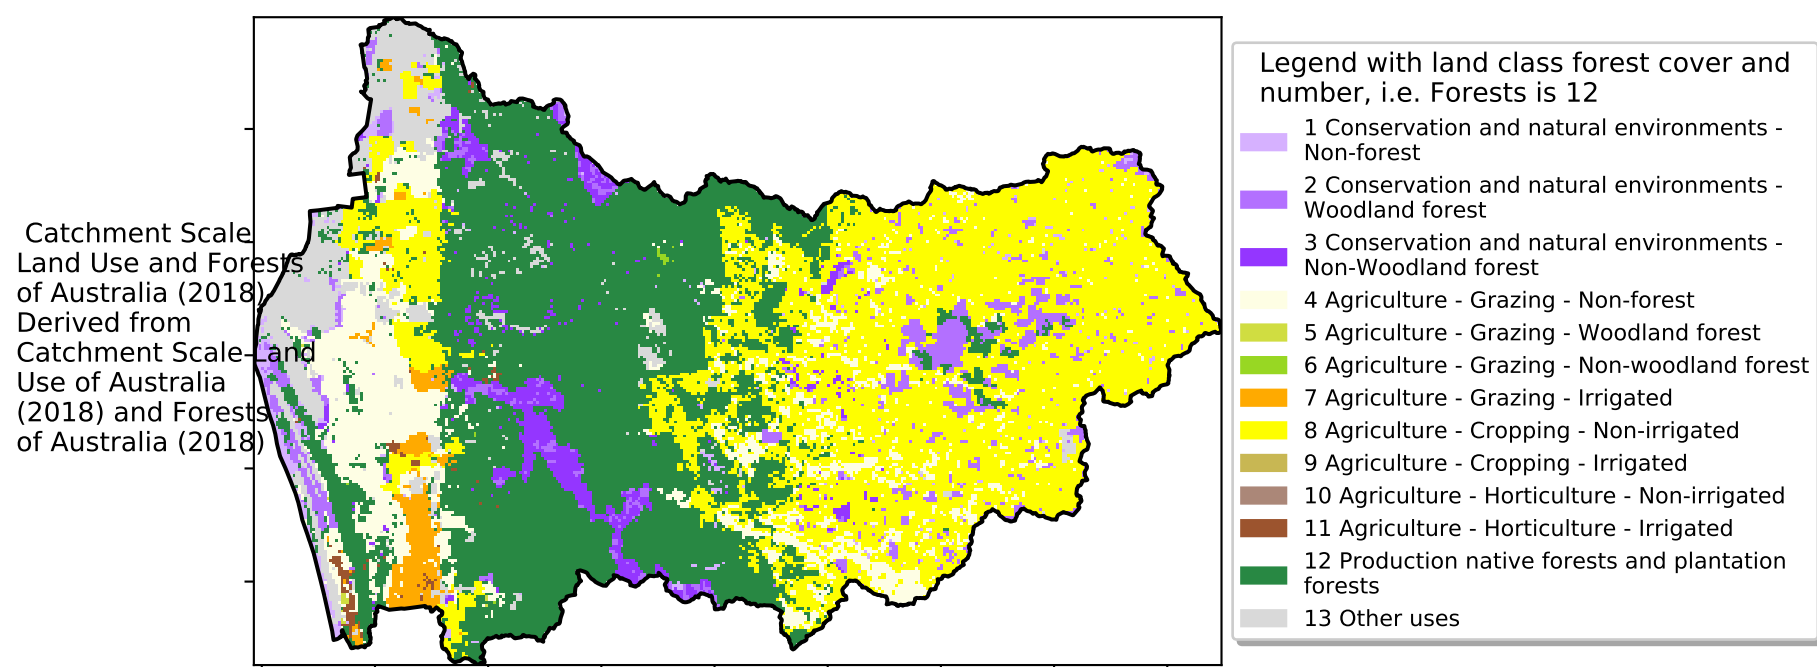 Catchment Scale
Land Use and Forests
of Australia (2018)
Derived from
Catchment Scale Land
Use of Australia
(2018) and Forests
of Australia (2018)
Legend with land class forest cover and
number, i.e. Forests is 12
1 Conservation and natural environments -
Non-forest
2 Conservation and natural environments -
Woodland forest
3 Conservation and natural environments -
Non-Woodland forest
4 Agriculture - Grazing - Non-forest
5 Agriculture - Grazing - Woodland forest
6 Agriculture - Grazing - Non-woodland forest
7 Agriculture - Grazing - Irrigated
8 Agriculture - Cropping - Non-irrigated
9 Agriculture - Cropping - Irrigated
10 Agriculture - Horticulture - Non-irrigated
11 Agriculture - Horticulture - Irrigated
12 Production native forests and plantation
forests
13 Other uses